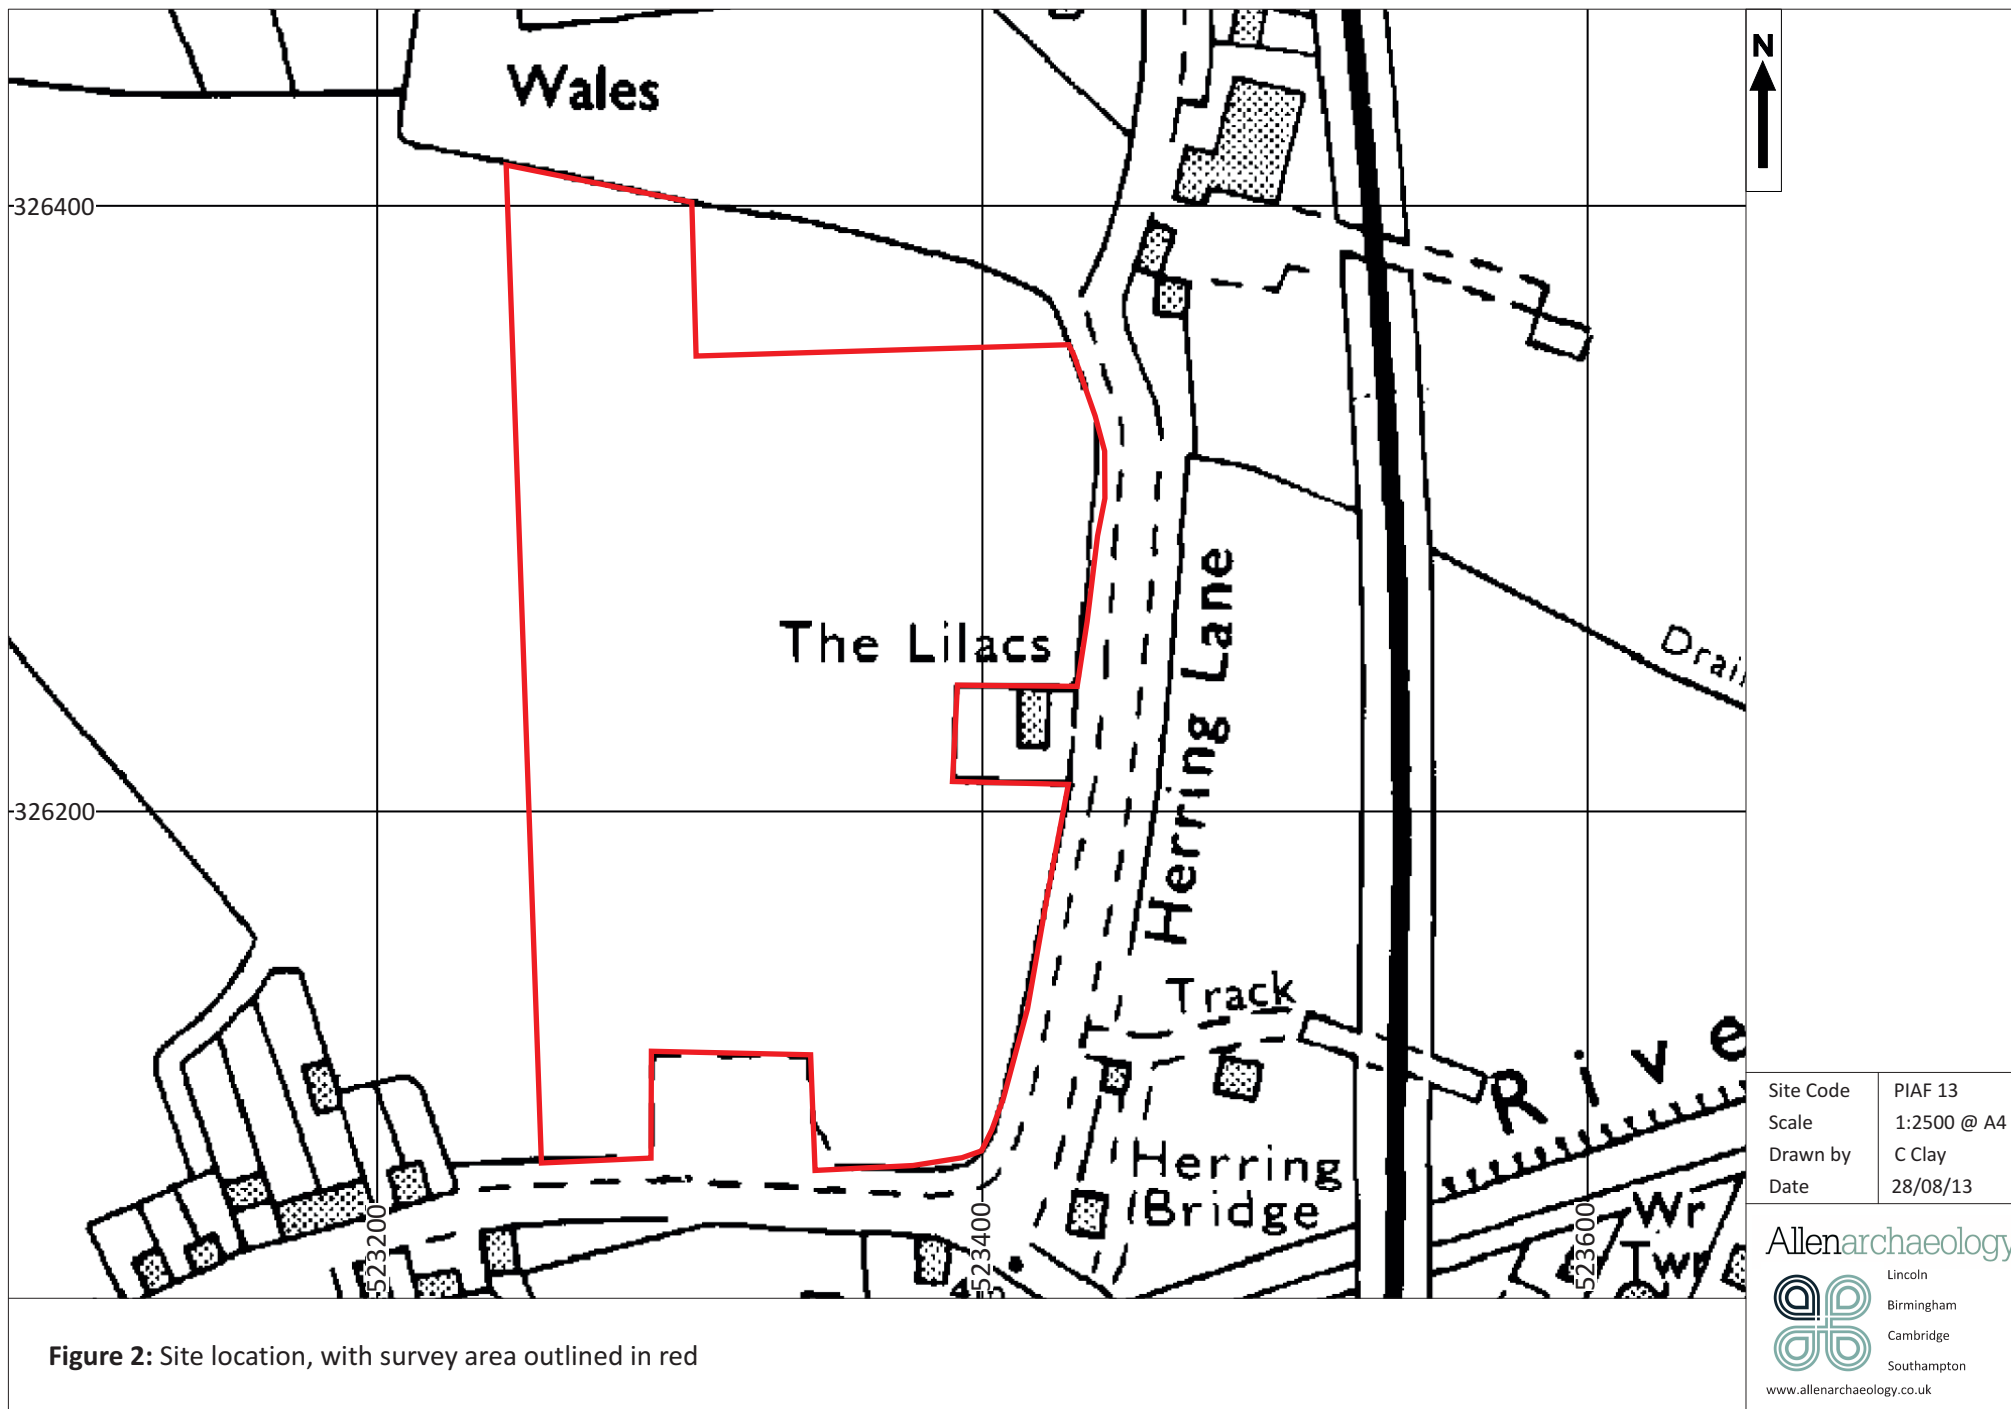 Wales
N
326400
The Lilacs
Herring Lane
Drain
326200
Track
Rive
Herring
Bridge
Wr
Twr
523200
523400
523600
Site Code PIAF 13
Scale 1:2500 @ A4
Drawn by C Clay
Date 28/08/13
Allenarchaeology
Lincoln
Birmingham
Cambridge
Southampton
www.allenarchaeology.co.uk
Figure 2: Site location, with survey area outlined in red